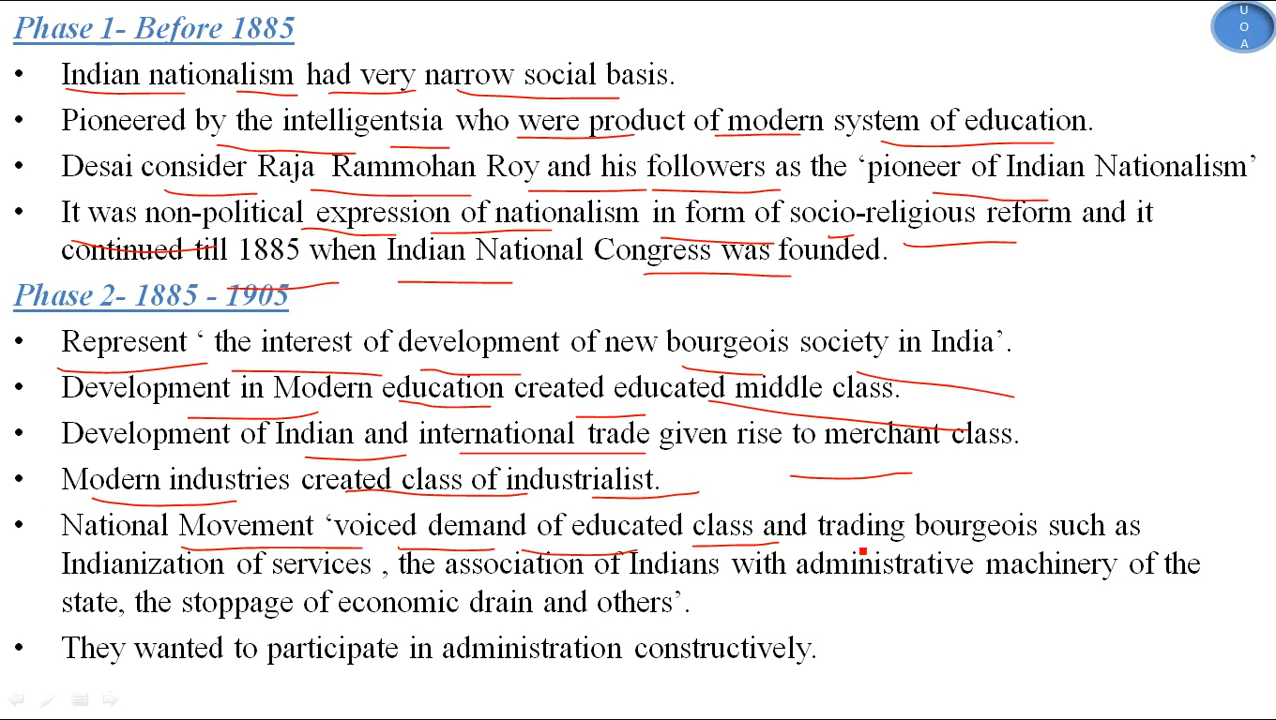 Phase 1- Before 1885
U
O
A
• Indian nationalism had very narrow social basis.
• Pioneered by the intelligentsia who were product of modern system of education.
• Desai consider Raja Rammohan Roy and his followers as the ‘pioneer of Indian Nationalism’
• It was non-political expression of nationalism in form of socio-religious reform and it
continued till 1885 when Indian National Congress was founded.
Phase 2- 1885 - 1905
• Represent ‘ the interest of development of new bourgeois society in India’.
• Development in Modern education created educated middle class.
• Development of Indian and international trade given rise to merchant class.
• Modern industries created class of industrialist.
• National Movement ‘voiced demand of educated class and trading bourgeois such as
Indianization of services , the association of Indians with administrative machinery of the
state, the stoppage of economic drain and others’.
• They wanted to participate in administration constructively.